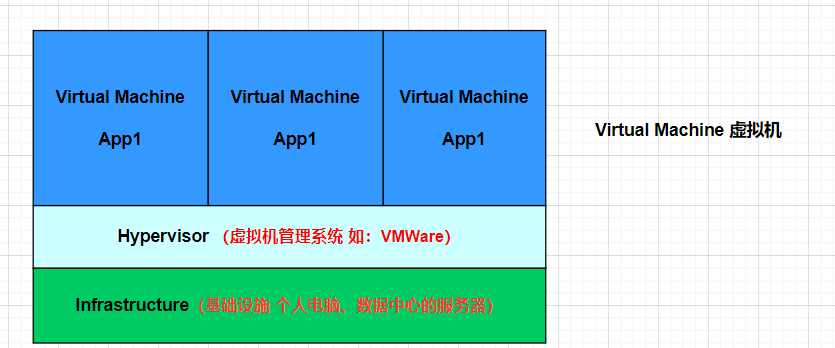 Virtual Machine
App1
Virtual Machine
App1
Virtual Machine
App1
Virtual Machine 虚拟机
Hypervisor （虚拟机管理系统 如：VMWare）
Infrastructure（基础设施 个人电脑、数据中心的服务器）